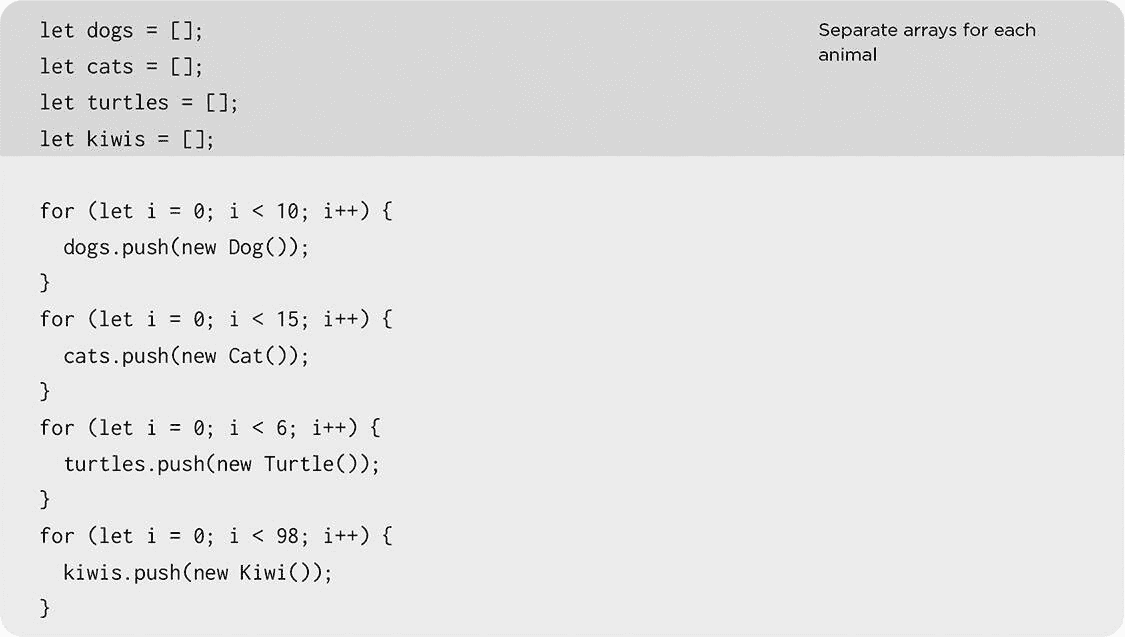 let dogs = [];
let cats = [];
let turtles = [];
let kiwis = [];
Separate arrays for each
animal
for (let i = 0; i < 10; i++) {
  dogs.push(new Dog());
}
for (let i = 0; i < 15; i++) {
  cats.push(new Cat());
}
for (let i = 0; i < 6; i++) {
  turtles.push(new Turtle());
}
for (let i = 0; i < 98; i++) {
  kiwis.push(new Kiwi());
}